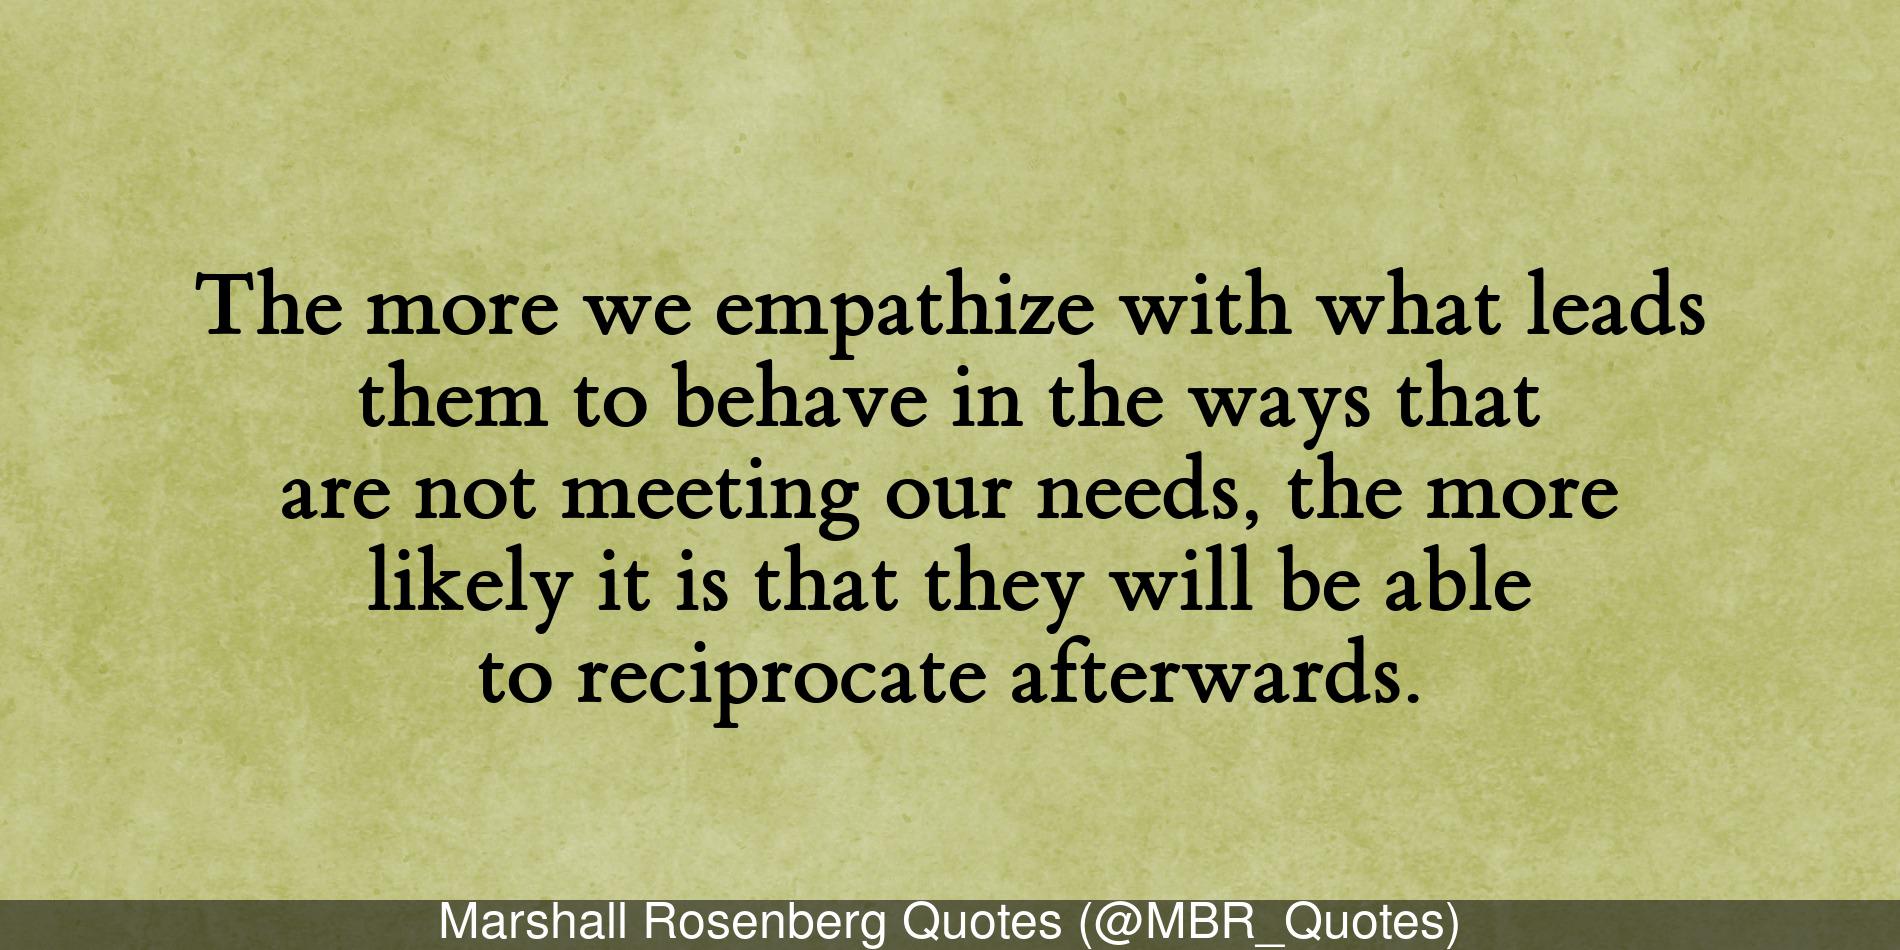 The more we empathize with what leads
them to behave in the ways that
are not meeting our needs, the more
likely it is that they will be able
to reciprocate afterwards.
Marshall Rosenberg Quotes (@MBR_Quotes)